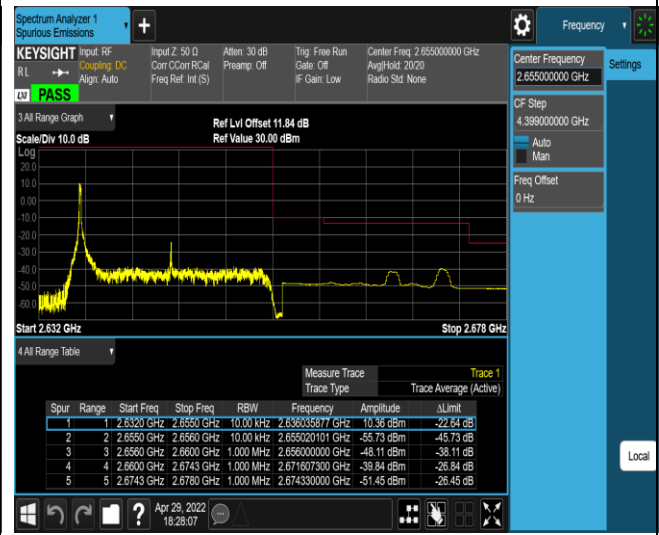 Spectrum Analyzer 1
Spurious Emissions
Frequency
KEYSIGHT
RL
Input: RF
Coupling: DC
Align: Auto
Input Z: 50 Ω
Corr CCorr RCal
Freq Ref: Int (S)
Atten: 30 dB
Preamp: Off
Trig: Free Run
Gate: Off
IF Gain: Low
Center Freq: 2.655000000 GHz
Avg|Hold: 20/20
Radio Std: None
LXI PASS
3 All Range Graph
Scale/Div 10.0 dB
Ref Lvl Offset 11.84 dB
Ref Value 30.00 dBm
Log
20.0
10.0
0.00
-10.0
-20.0
-30.0
-40.0
-50.0
-60.0
Start 2.632 GHz
Stop 2.678 GHz
4 All Range Table
Measure Trace Trace 1
Trace Type Trace Average (Active)
Spur Range Start Freq Stop Freq RBW Frequency Amplitude ΔLimit
1 1 2.6320 GHz 2.6550 GHz 10.00 kHz 2.636035877 GHz 10.36 dBm -22.64 dB
2 2 2.6550 GHz 2.6560 GHz 10.00 kHz 2.655020101 GHz -55.73 dBm -45.73 dB
3 3 2.6560 GHz 2.6600 GHz 1.000 MHz 2.656000000 GHz -48.11 dBm -38.11 dB
4 4 2.6600 GHz 2.6743 GHz 1.000 MHz 2.671607300 GHz -39.84 dBm -26.84 dB
5 5 2.6743 GHz 2.6780 GHz 1.000 MHz 2.674330000 GHz -51.45 dBm -26.45 dB
Apr 29, 2022
18:28:07
Center Frequency
2.655000000 GHz
CF Step
4.399000000 GHz
Auto
Man
Freq Offset
0 Hz
Settings
Local